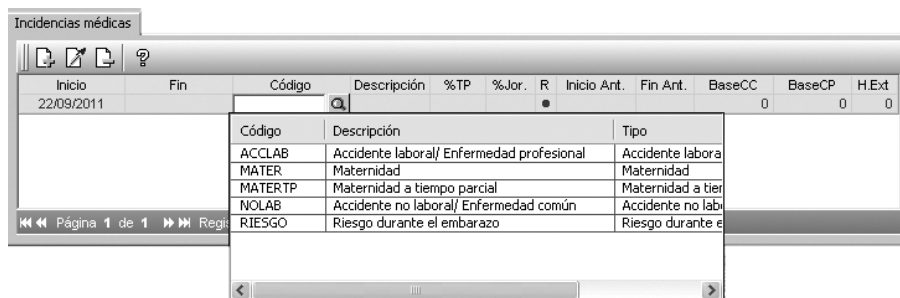 Incidencias médicas
Inicio Fin Código Descripción %TP %Jor. R Inicio Ant. Fin Ant. BaseCC BaseCP H.Ext
22/09/2011 0 0 0
Código Descripción Tipo
ACCLAB Accidente laboral/ Enfermedad profesional Accidente labora
MATER Maternidad Maternidad
MATERTP Maternidad a tiempo parcial Maternidad a tier
NOLAB Accidente no laboral/ Enfermedad común Accidente no lab
RIESGO Riesgo durante el embarazo Riesgo durante e
Página 1 de 1 Regis